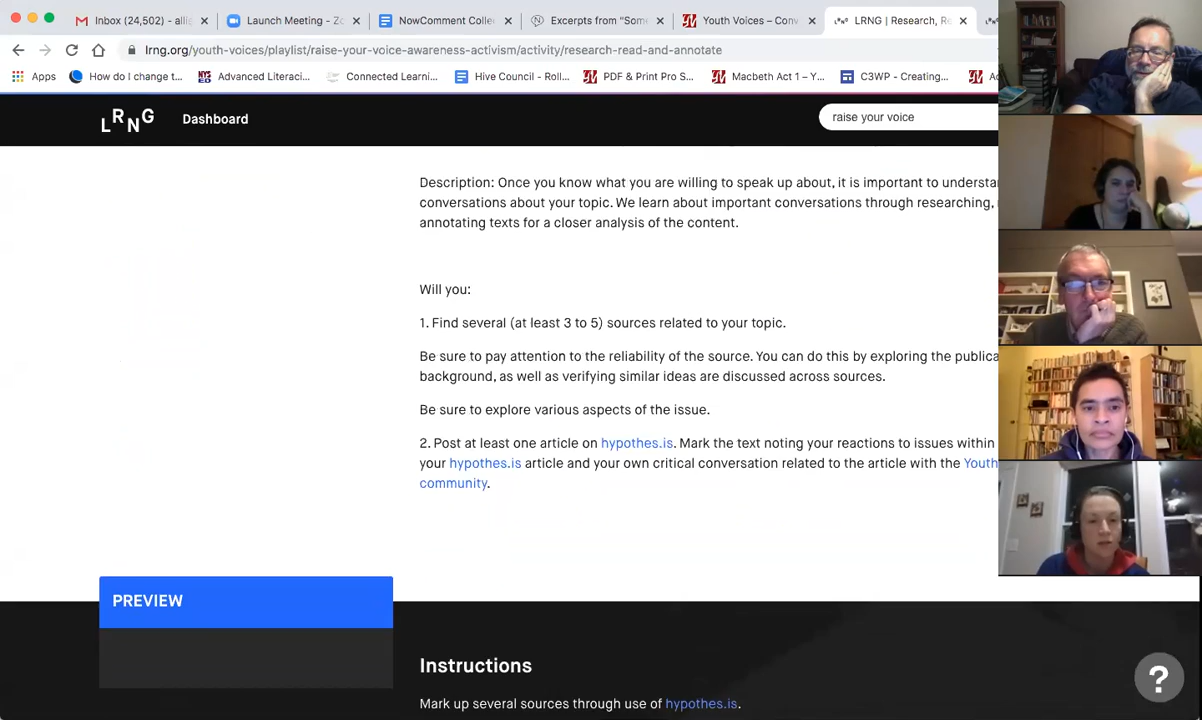 Inbox (24,502) - alli
Launch Meeting - Zo
NowComment Collec
Excerpts from "Som
Youth Voices – Conv
LRNG | Research, Re
lrng.org/youth-voices/playlist/raise-your-voice-awareness-activism/activity/research-read-and-annotate
Apps
How do I change t...
Advanced Literaci...
Connected Learni...
Hive Council - Roll...
PDF & Print Pro S...
Macbeth Act 1 – Y...
C3WP - Creating...
LRNG
Dashboard
raise your voice
Description: Once you know what you are willing to speak up about, it is important to understa
conversations about your topic. We learn about important conversations through researching,
annotating texts for a closer analysis of the content.
Will you:
1. Find several (at least 3 to 5) sources related to your topic.
Be sure to pay attention to the reliability of the source. You can do this by exploring the publica
background, as well as verifying similar ideas are discussed across sources.
Be sure to explore various aspects of the issue.
2. Post at least one article on hypothes.is. Mark the text noting your reactions to issues within
your hypothes.is article and your own critical conversation related to the article with the Youth
community.
PREVIEW
Instructions
Mark up several sources through use of hypothes.is.
?